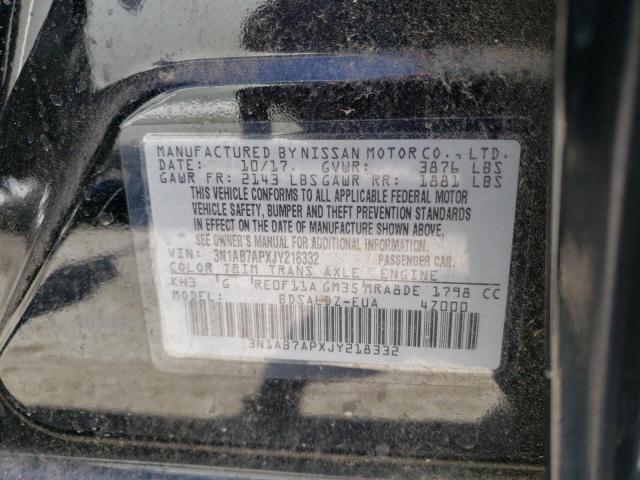 MANUFACTURED BY NISSAN MOTOR CO., LTD.
DATE: 10/17 GVWR: 3876 LBS
GAWR FR: 2143 LBS GAWR RR: 1881 LBS
THIS VEHICLE CONFORMS TO ALL APPLICABLE FEDERAL MOTOR
VEHICLE SAFETY, BUMPER AND THEFT PREVENTION STANDARDS
IN EFFECT ON THE DATE OF MANUFACTURE SHOWN ABOVE.
SEE OWNER'S MANUAL FOR ADDITIONAL INFORMATION.
VIN: 3N1AB7APXJY218332 PASSENGER CAR
COLOR TRIM TRANS AXLE ENGINE
KH3 G RE0F11A GM35 MRA8DE 1798 CC
MODEL: 47000
3N1AB7APXJY218332